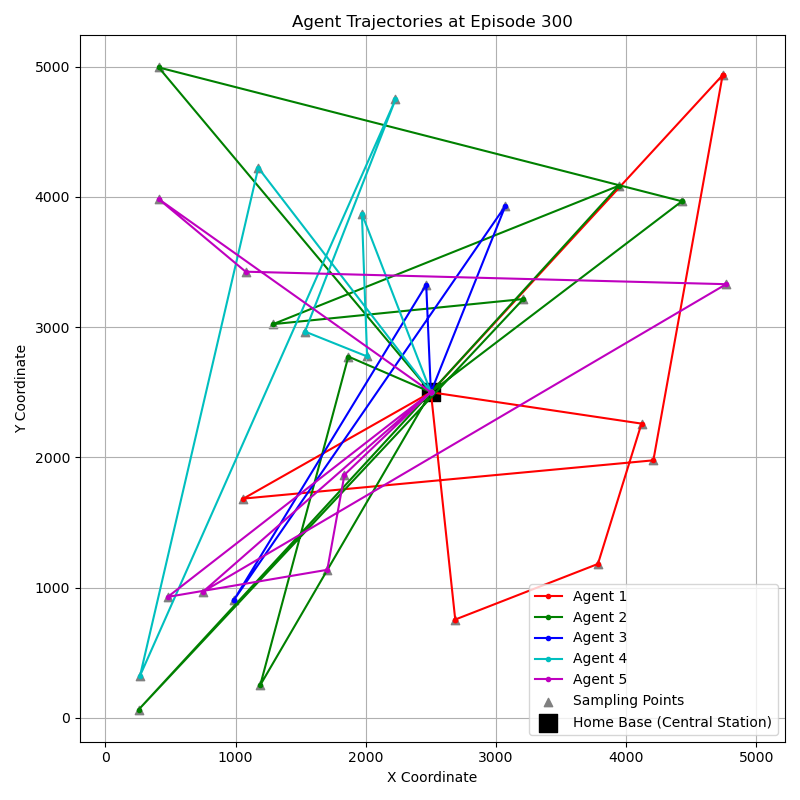 Agent Trajectories at Episode 300
Y Coordinate
5000
4000
3000
2000
1000
0
0 1000 2000 3000 4000 5000
X Coordinate
Agent 1
Agent 2
Agent 3
Agent 4
Agent 5
Sampling Points
Home Base (Central Station)